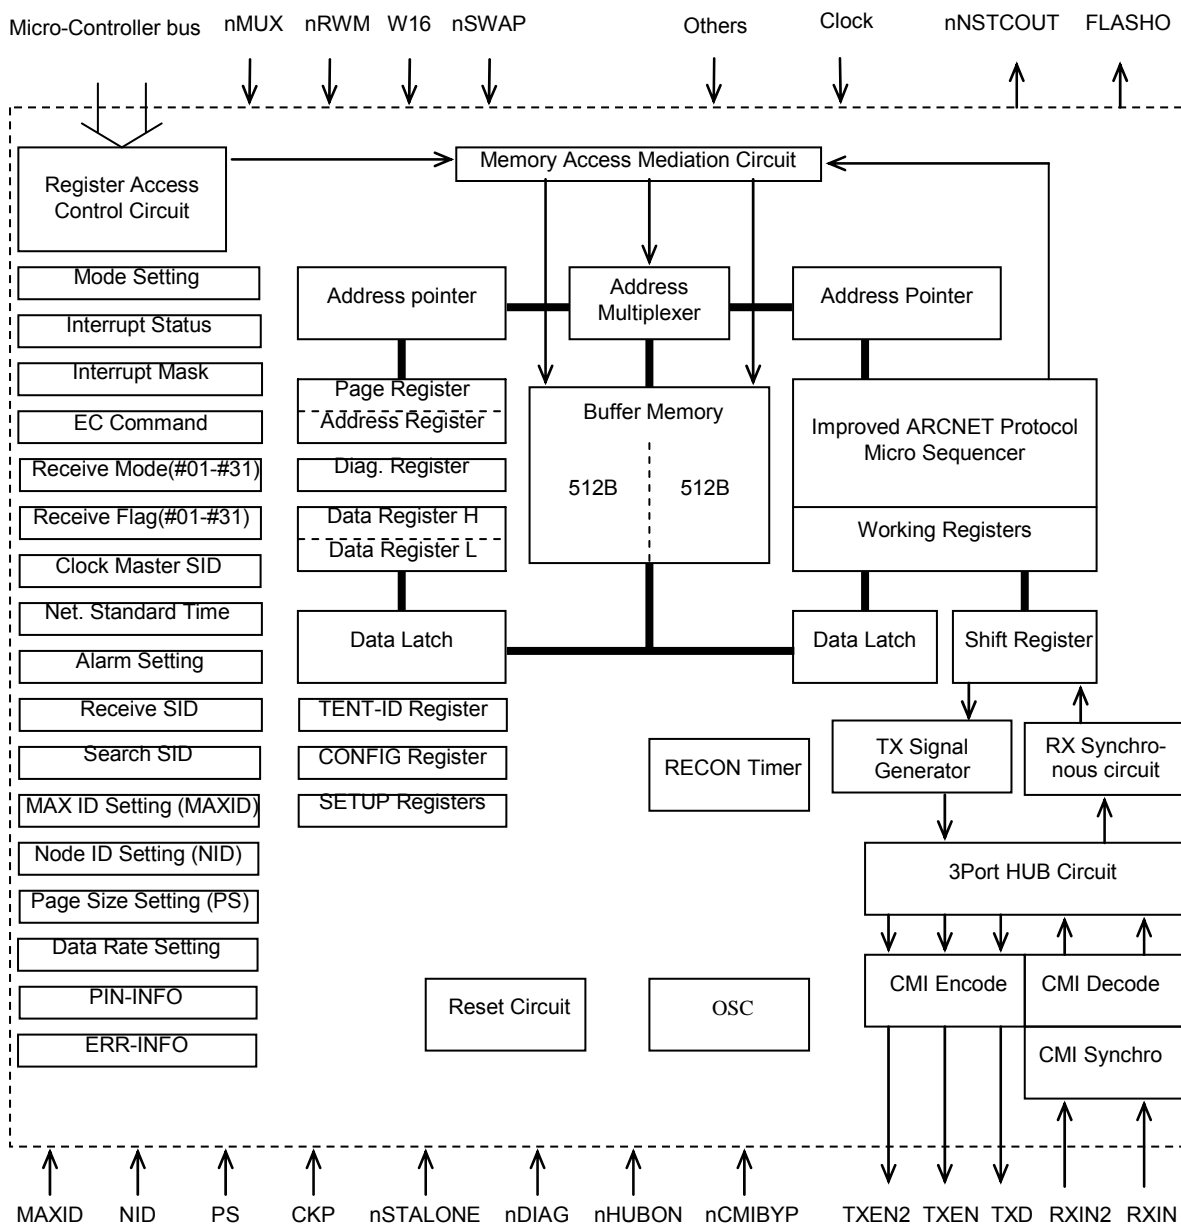 Micro-Controller bus
nMUX
nRWM
W16
nSWAP
Others
Clock
nNSTCOUT
FLASHO
Register Access
Control Circuit
Memory Access Mediation Circuit
Mode Setting
Interrupt Status
Interrupt Mask
EC Command
Receive Mode(#01-#31)
Receive Flag(#01-#31)
Clock Master SID
Net. Standard Time
Alarm Setting
Receive SID
Search SID
MAX ID Setting (MAXID)
Node ID Setting (NID)
Page Size Setting (PS)
Data Rate Setting
PIN-INFO
ERR-INFO
Address pointer
Page Register
Address Register
Diag. Register
Data Register H
Data Register L
Data Latch
TENT-ID Register
CONFIG Register
SETUP Registers
Address
Multiplexer
Buffer Memory
512B
512B
Address Pointer
Improved ARCNET Protocol
Micro Sequencer
Working Registers
Data Latch
Shift Register
RECON Timer
TX Signal
Generator
RX Synchro-
nous circuit
3Port HUB Circuit
CMI Encode
CMI Decode
CMI Synchro
Reset Circuit
OSC
MAXID
NID
PS
CKP
nSTALONE
nDIAG
nHUBON
nCMIBYP
TXEN2
TXEN
TXD
RXIN2
RXIN